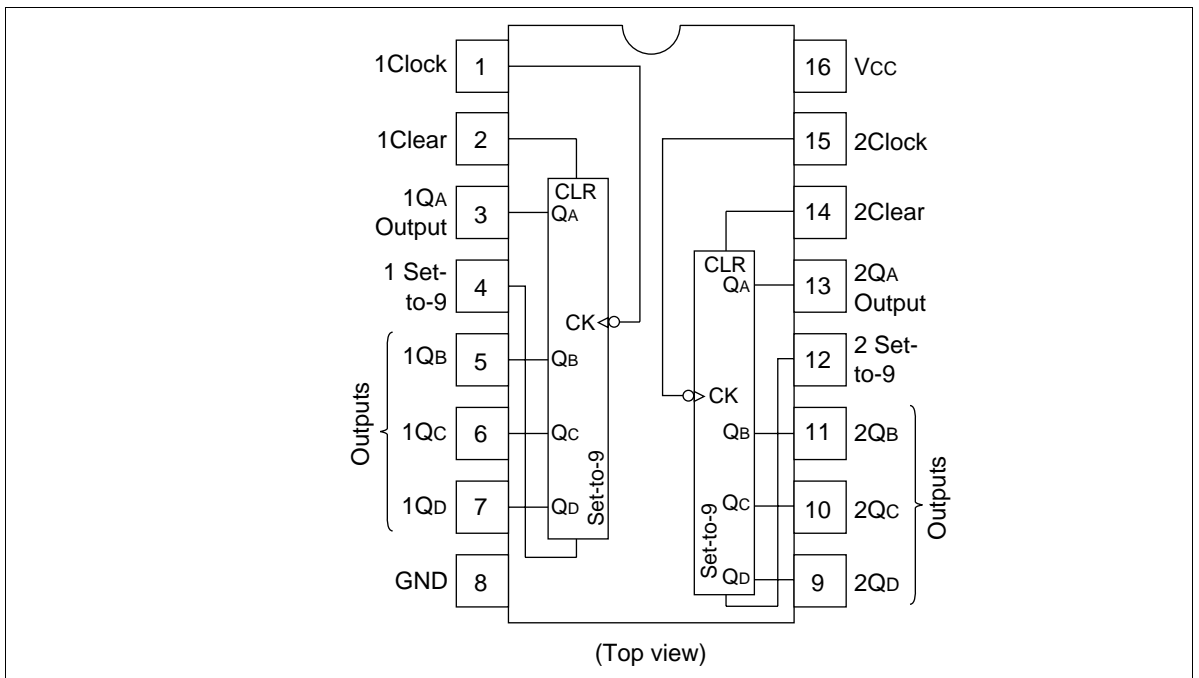 1Clock 1
1Clear 2
1QA
Output 3
1 Set-
to-9 4
Outputs
1QB 5
1QC 6
1QD 7
GND 8
CLR
QA
CK
QB
QC
QD
Set-to-9
16 VCC
15 2Clock
14 2Clear
13 2QA
Output
12 2 Set-
to-9
11 2QB
10 2QC
9 2QD
Outputs
CLR
QA
CK
QB
QC
QD
Set-to-9
(Top view)